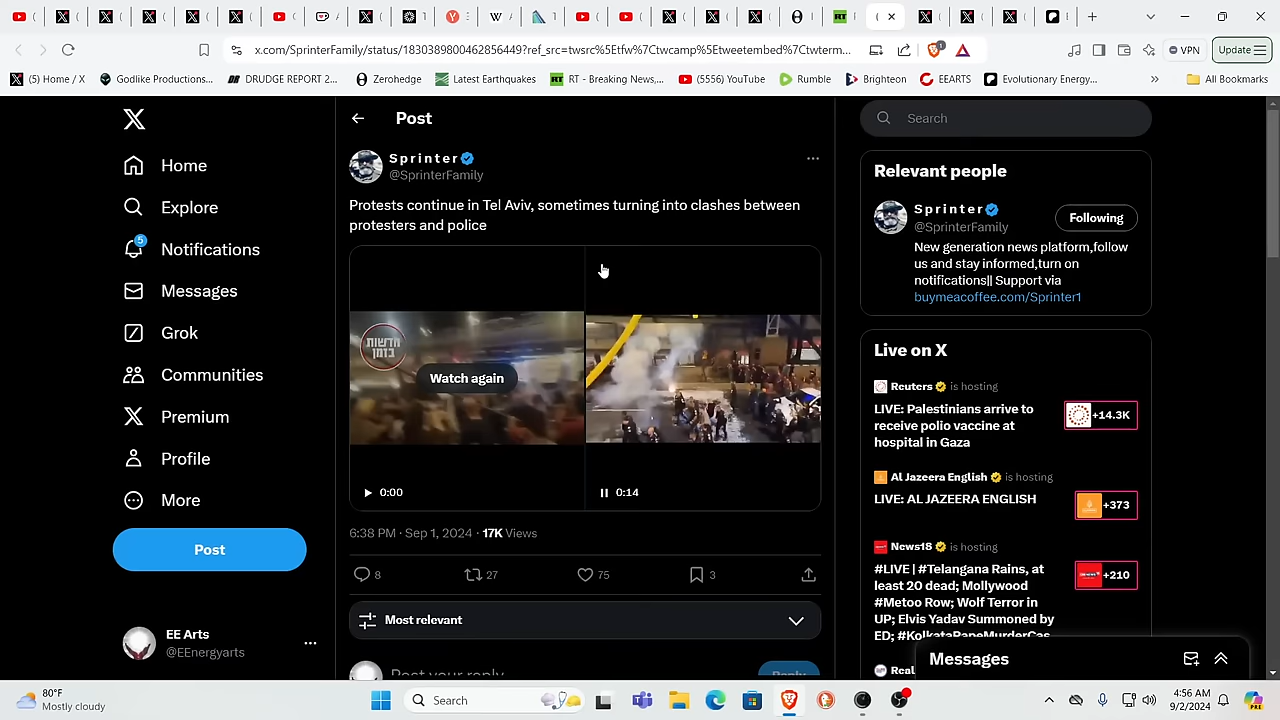 (5) Home / X
Godlike Productions...
DRUDGE REPORT 2...
Zerohedge
Latest Earthquakes
RT - Breaking News,...
(5556) YouTube
Rumble
Brighteon
EEARTS
Evolutionary Energy...
All Bookmarks
x.com/SprinterFamily/status/1830389800462856449?ref_src=twsrc%5Etfw%7Ctwcamp%5Etweetembed%7Ctwterm...
VPN
Update
Home
Explore
5
Notifications
Messages
Grok
Communities
Premium
Profile
More
Post
EE Arts
@EEnergyarts
Post
Sprinter
@SprinterFamily
Protests continue in Tel Aviv, sometimes turning into clashes between
protesters and police
חדשות
בזמן
Watch again
0:00
0:14
6:38 PM · Sep 1, 2024 · 17K Views
8
27
75
3
Most relevant
Post your reply
Reply
Search
Relevant people
Sprinter
@SprinterFamily
Following
New generation news platform,follow
us and stay informed,turn on
notifications|| Support via
buymeacoffee.com/Sprinter1
Live on X
Reuters is hosting
LIVE: Palestinians arrive to
receive polio vaccine at
hospital in Gaza
+14.3K
Al Jazeera English is hosting
LIVE: AL JAZEERA ENGLISH
+373
News18 is hosting
#LIVE | #Telangana Rains, at
least 20 dead; Mollywood
#Metoo Row; Wolf Terror in
UP; Elvis Yadav Summoned by
ED; #KolkataRapeMurderCas
+210
Messages
80°F
Mostly cloudy
Search
4:56 AM
9/2/2024